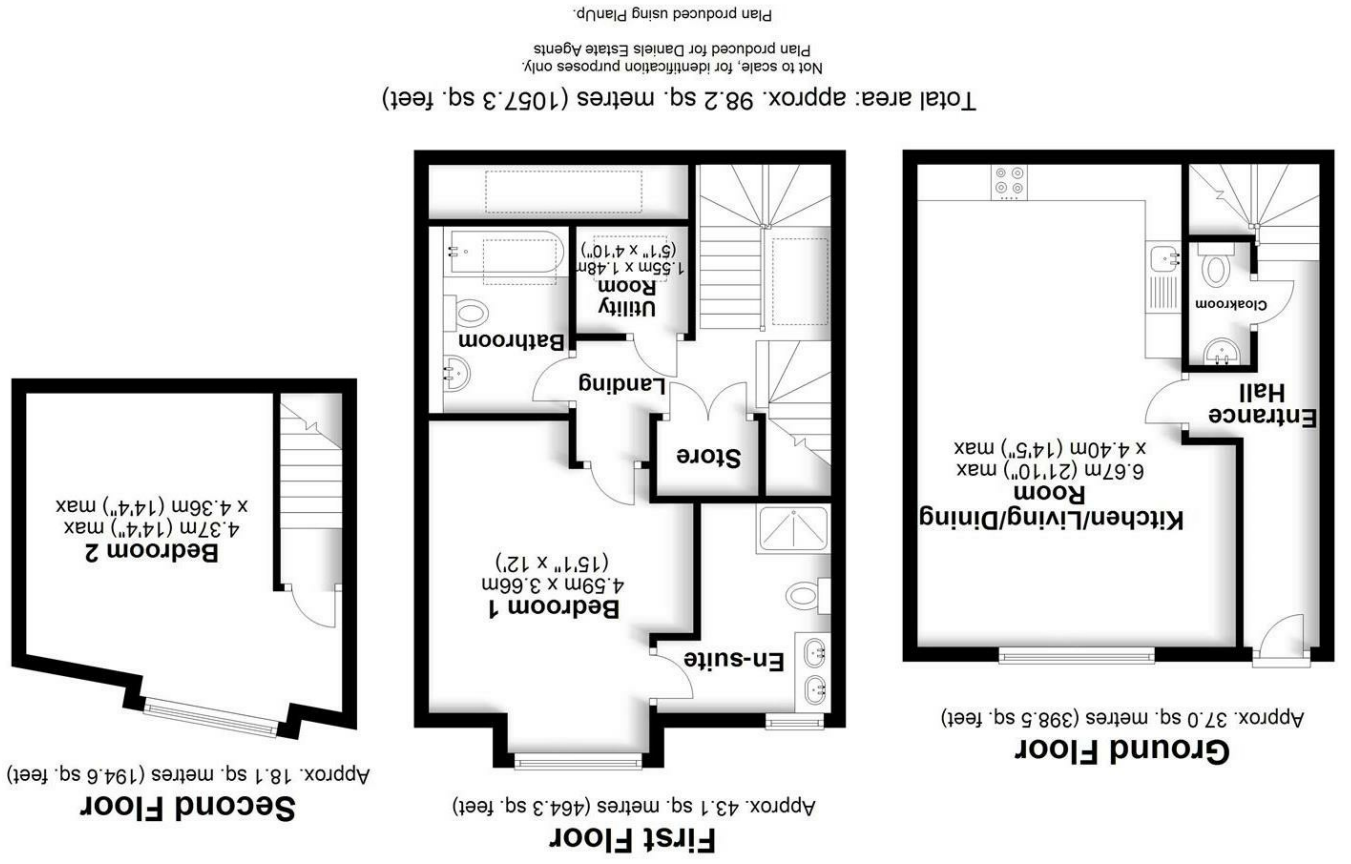 Ground Floor
Approx. 37.0 sq. metres (398.5 sq. feet)
Kitchen/Living/Dining
Room
6.67m (21'10") max
x 4.40m (14'5") max
Entrance
Hall
Cloakroom
First Floor
Approx. 43.1 sq. metres (464.3 sq. feet)
En-suite
Bedroom 1
4.59m x 3.66m
(15'1" x 12')
Store
Landing
Bathroom
Utility
Room
1.55m x 1.48m
(5'1" x 4'10")
Second Floor
Approx. 18.1 sq. metres (194.6 sq. feet)
Bedroom 2
4.37m (14'4") max
x 4.36m (14'4") max
Total area: approx. 98.2 sq. metres (1057.3 sq. feet)
Not to scale, for identification purposes only.
Plan produced for Daniels Estate Agents
Plan produced using PlanUp.